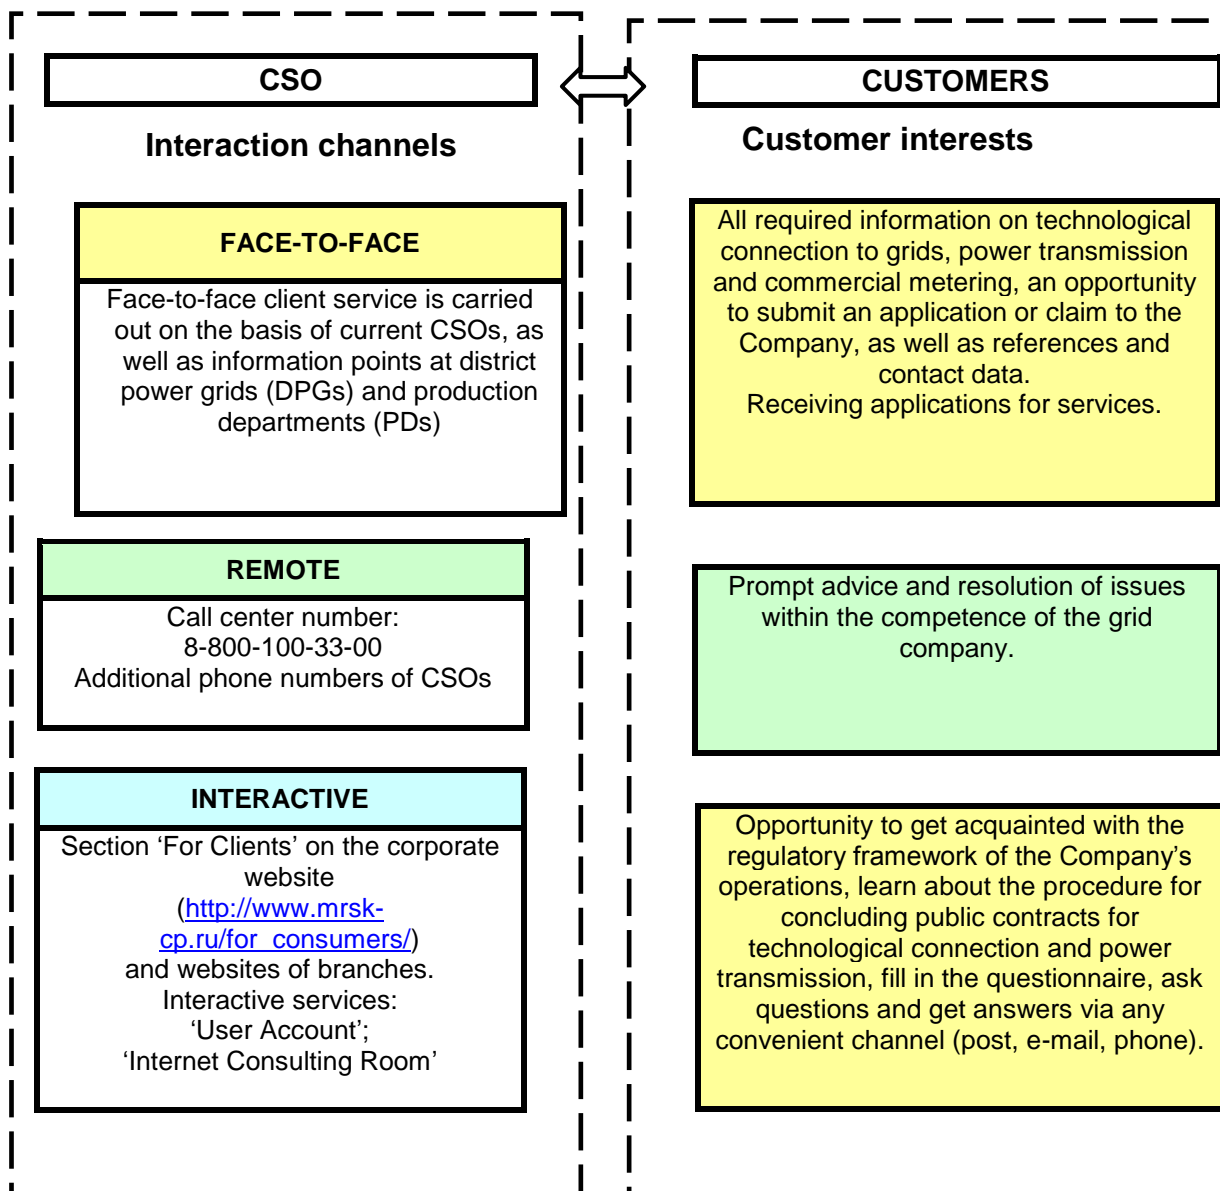 CSO
Interaction channels
FACE-TO-FACE
Face-to-face client service is carried
out on the basis of current CSOs, as
well as information points at district
power grids (DPGs) and production
departments (PDs)
REMOTE
Call center number:
8-800-100-33-00
Additional phone numbers of CSOs
INTERACTIVE
Section ‘For Clients’ on the corporate
website
(http://www.mrsk-
cp.ru/for_consumers/)
and websites of branches.
Interactive services:
‘User Account’;
‘Internet Consulting Room’
CUSTOMERS
Customer interests
All required information on technological
connection to grids, power transmission
and commercial metering, an opportunity
to submit an application or claim to the
Company, as well as references and
contact data.
Receiving applications for services.
Prompt advice and resolution of issues
within the competence of the grid
company.
Opportunity to get acquainted with the
regulatory framework of the Company’s
operations, learn about the procedure for
concluding public contracts for
technological connection and power
transmission, fill in the questionnaire, ask
questions and get answers via any
convenient channel (post, e-mail, phone).